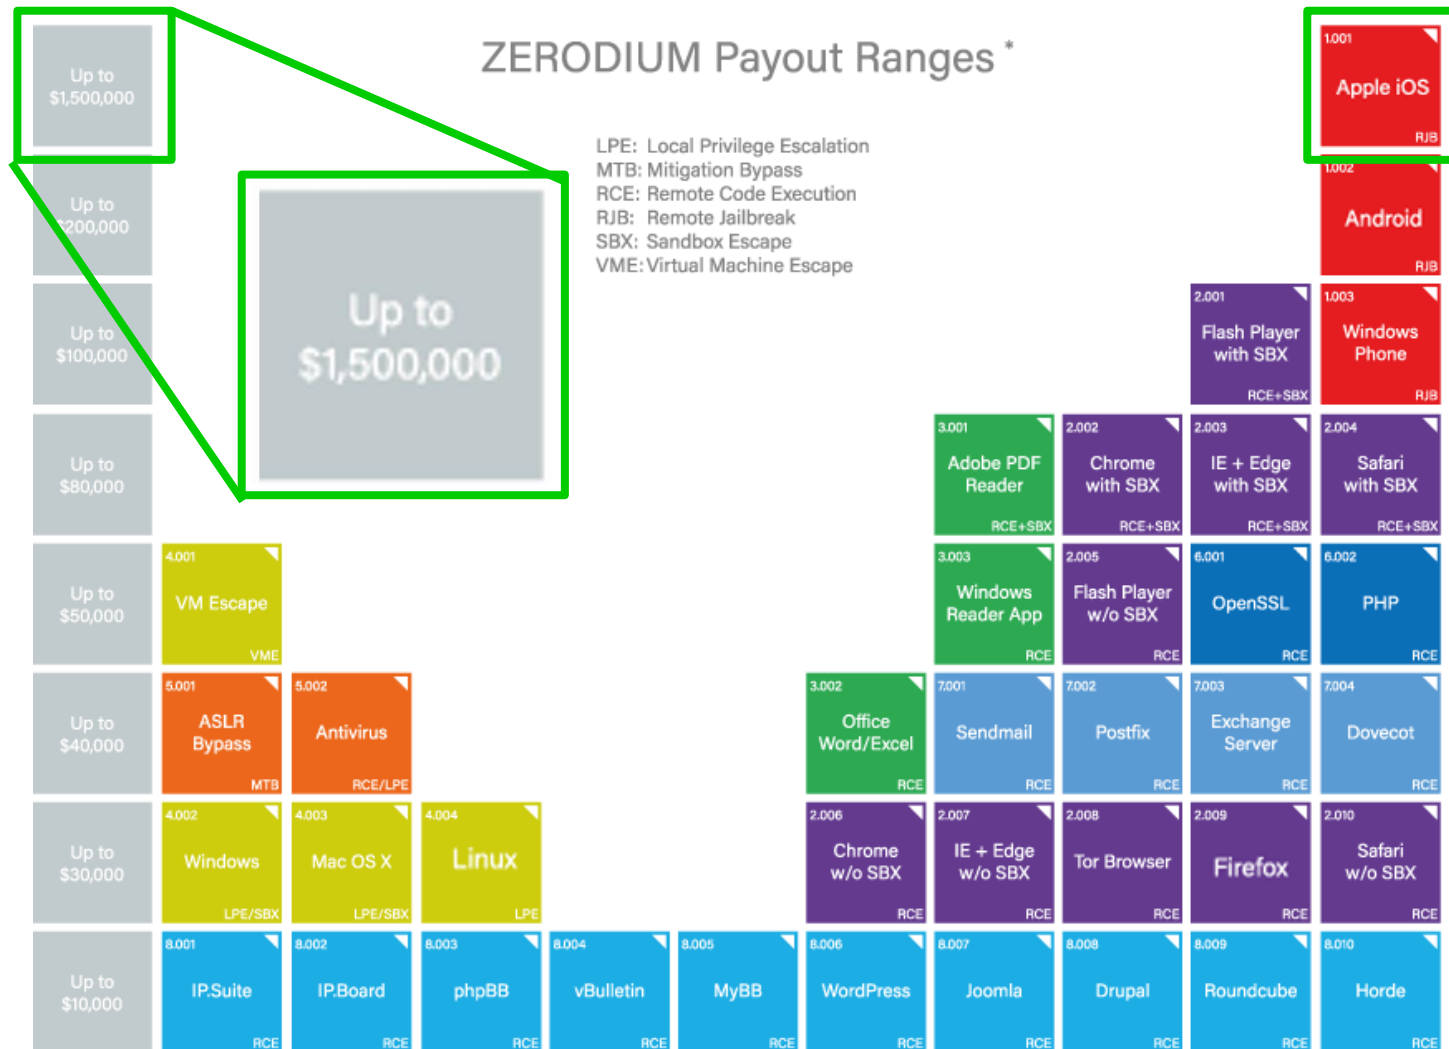 ZERODIUM Payout Ranges *
LPE: Local Privilege Escalation
MTB: Mitigation Bypass
RCE: Remote Code Execution
RJB: Remote Jailbreak
SBX: Sandbox Escape
VME: Virtual Machine Escape
Up to
$1,500,000
Up to
$1,500,000
1.001
Apple iOS
RJB
Up to
$200,000
1.002
Android
RJB
Up to
$100,000
2.001
Flash Player
with SBX
RCE+SBX
1.003
Windows
Phone
RJB
Up to
$80,000
3.001
Adobe PDF
Reader
RCE+SBX
2.002
Chrome
with SBX
RCE+SBX
2.003
IE + Edge
with SBX
RCE+SBX
2.004
Safari
with SBX
RCE+SBX
Up to
$50,000
4.001
VM Escape
VME
3.003
Windows
Reader App
RCE
2.005
Flash Player
w/o SBX
RCE
6.001
OpenSSL
RCE
6.002
PHP
RCE
Up to
$40,000
5.001
ASLR
Bypass
MTB
5.002
Antivirus
RCE/LPE
3.002
Office
Word/Excel
RCE
7.001
Sendmail
RCE
7.002
Postfix
RCE
7.003
Exchange
Server
RCE
7.004
Dovecot
RCE
Up to
$30,000
4.002
Windows
LPE/SBX
4.003
Mac OS X
LPE/SBX
4.004
Linux
LPE
2.006
Chrome
w/o SBX
RCE
2.007
IE + Edge
w/o SBX
RCE
2.008
Tor Browser
RCE
2.009
Firefox
RCE
2.010
Safari
w/o SBX
RCE
Up to
$10,000
8.001
IP.Suite
RCE
8.002
IP.Board
RCE
8.003
phpBB
RCE
8.004
vBulletin
RCE
8.005
MyBB
RCE
8.006
WordPress
RCE
8.007
Joomla
RCE
8.008
Drupal
RCE
8.009
Roundcube
RCE
8.010
Horde
RCE